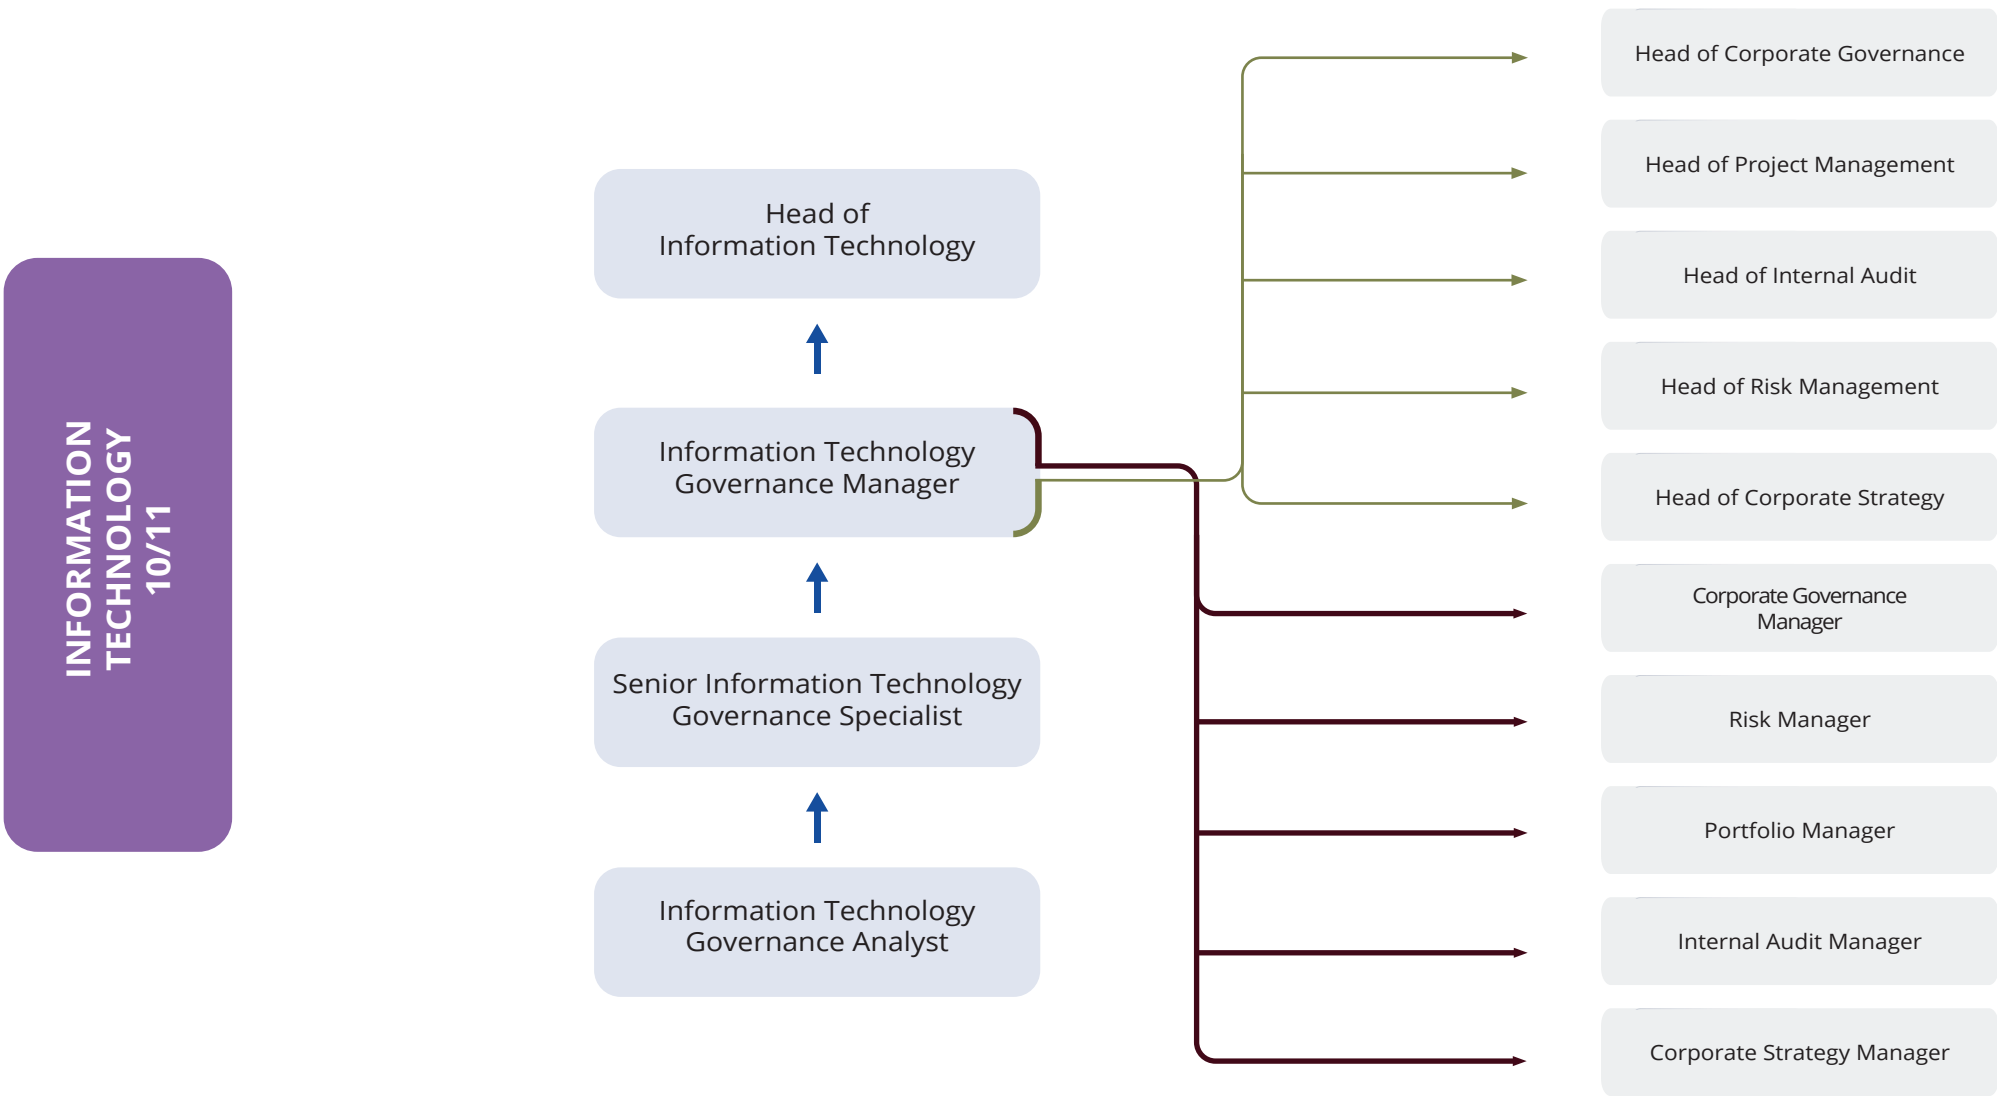 INFORMATION
TECHNOLOGY
10/11
Head of
Information Technology
Information Technology
Governance Manager
Senior Information Technology
Governance Specialist
Information Technology
Governance Analyst
Head of Corporate Governance
Head of Project Management
Head of Internal Audit
Head of Risk Management
Head of Corporate Strategy
Corporate Governance
Manager
Risk Manager
Portfolio Manager
Internal Audit Manager
Corporate Strategy Manager